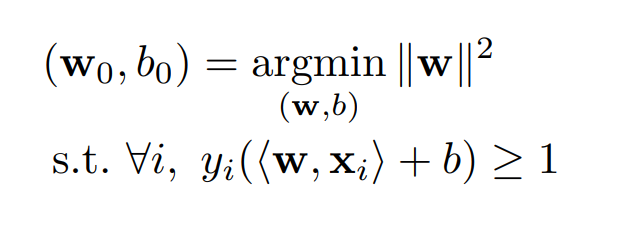 (𝐰₀, b₀) = argmin ‖𝐰‖²
(𝐰,b)
s.t. ∀i, yᵢ(⟨𝐰, 𝐱ᵢ⟩ + b) ≥ 1